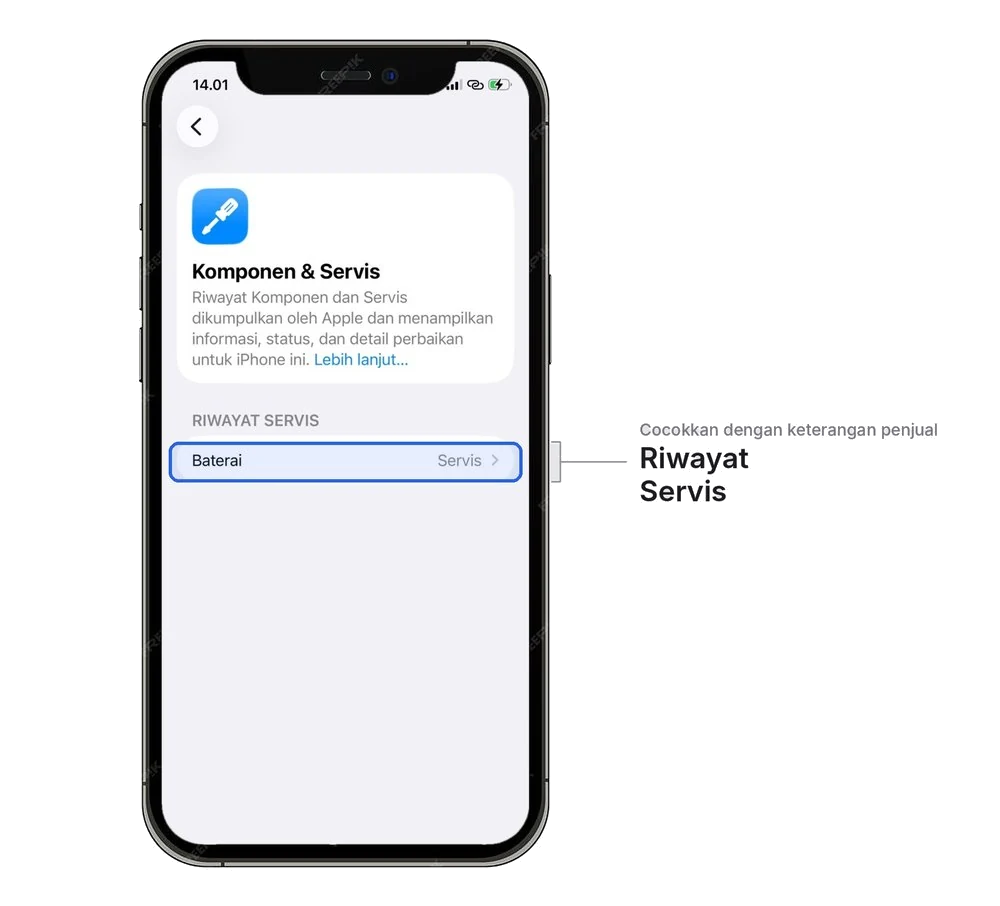 14.01
Komponen & Servis
Riwayat Komponen dan Servis
dikumpulkan oleh Apple dan menampilkan
informasi, status, dan detail perbaikan
untuk iPhone ini. Lebih lanjut...
RIWAYAT SERVIS
Baterai Servis
Cocokkan dengan keterangan penjual
Riwayat
Servis